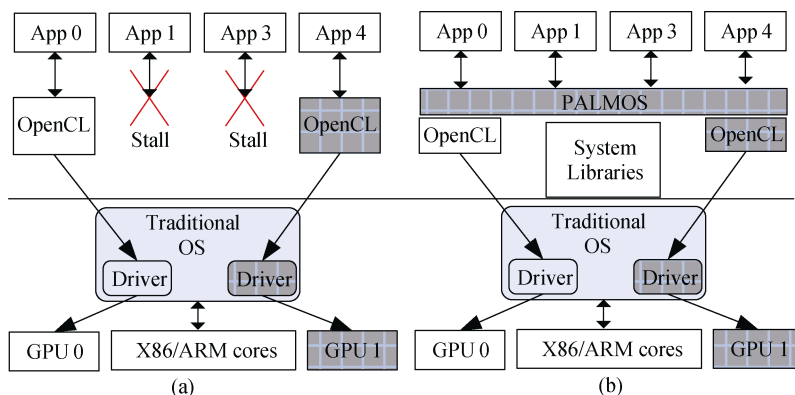 App 0 App 1 App 3 App 4
OpenCL Stall Stall OpenCL
Traditional
OS
Driver Driver
GPU 0 X86/ARM cores GPU 1
(a)
App 0 App 1 App 3 App 4
PALMOS
OpenCL System
Libraries
OpenCL
Traditional
OS
Driver Driver
GPU 0 X86/ARM cores GPU 1
(b)